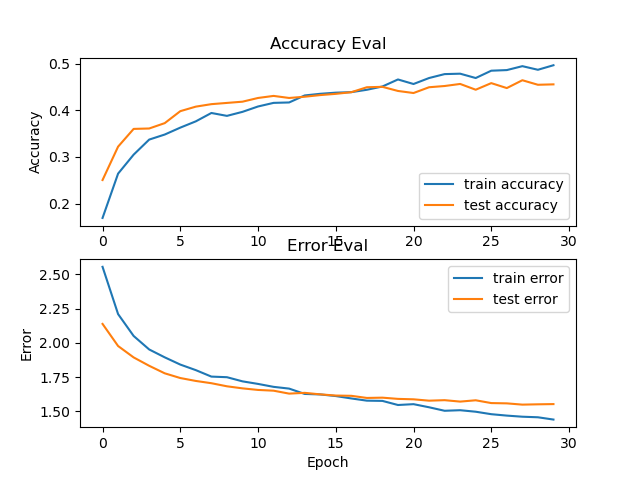 Accuracy Eval
Accuracy
0.5
0.4
0.3
0.2
train accuracy
test accuracy
0 5 10 15 20 25 30
Error Eval
Error
2.50
2.25
2.00
1.75
1.50
train error
test error
0 5 10 15 20 25 30
Epoch